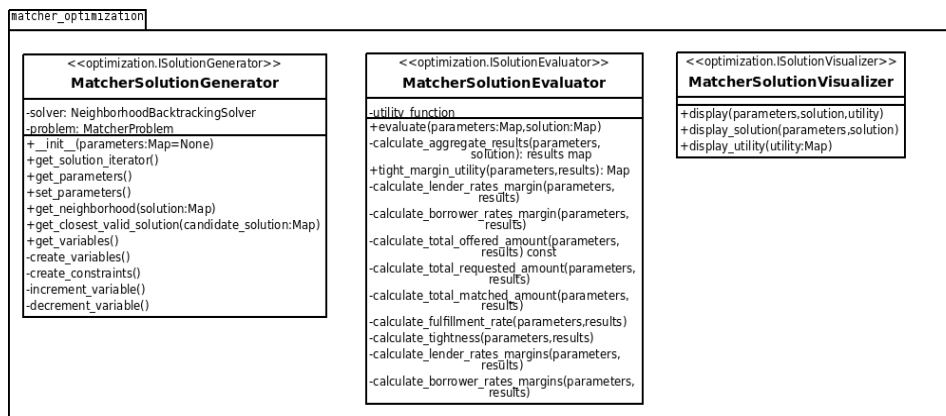 matcher_optimization
<<optimization.ISolutionGenerator>>
MatcherSolutionGenerator
-solver: NeighborhoodBacktrackingSolver
-problem: MatcherProblem
+__init__(parameters:Map=None)
+get_solution_iterator()
+get_parameters()
+set_parameters()
+get_neighborhood(solution:Map)
+get_closest_valid_solution(candidate_solution:Map)
+get_variables()
-create_variables()
-create_constraints()
-increment_variable()
-decrement_variable()
<<optimization.ISolutionEvaluator>>
MatcherSolutionEvaluator
-utility_function
+evaluate(parameters:Map,solution:Map)
-calculate_aggregate_results(parameters,
solution): results map
+tight_margin_utility(parameters,results): Map
-calculate_lender_rates_margin(parameters,
results)
-calculate_borrower_rates_margin(parameters,
results)
-calculate_total_offered_amount(parameters,
results) const
-calculate_total_requested_amount(parameters,
results)
-calculate_total_matched_amount(parameters,
results)
-calculate_fulfillment_rate(parameters,results)
-calculate_tightness(parameters,results)
-calculate_lender_rates_margins(parameters,
results)
-calculate_borrower_rates_margins(parameters,
results)
<<optimization.ISolutionVisualizer>>
MatcherSolutionVisualizer
+display(parameters,solution,utility)
+display_solution(parameters,solution)
+display_utility(utility:Map)